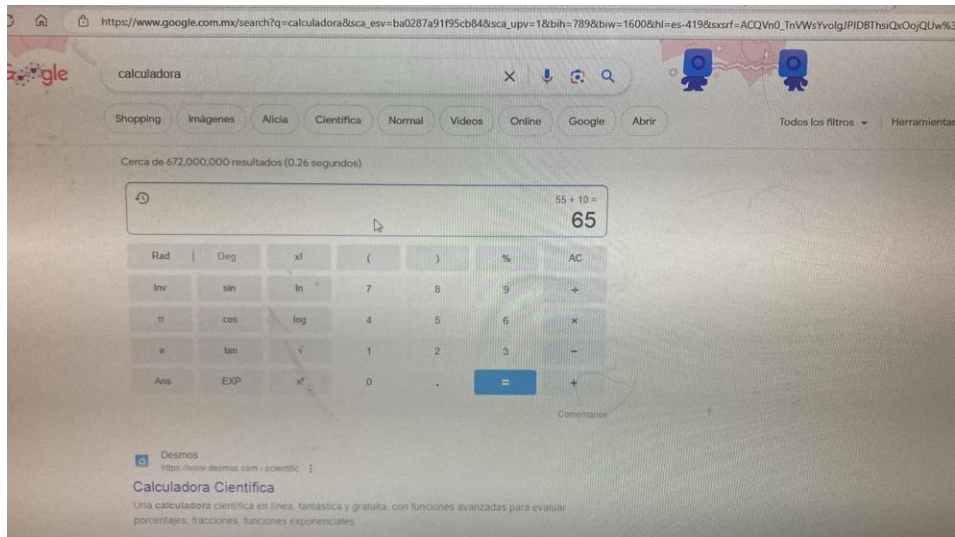 https://www.google.com.mx/search?q=calculadora&sca_esv=ba0287a91f95cb84&sca_upv=1&bih=789&biw=1600&hl=es-419&sxsrf=
calculadora
Shopping Imágenes Alicia Científica Normal Videos Online Google Abrir Todos los filtros Herramientas
Cerca de 672,000,000 resultados (0.26 segundos)
55 + 10 =
65
Rad | Deg x! ( ) % AC
Inv sin ln 7 8 9 ÷
π cos log 4 5 6 ×
e tan √ 1 2 3 −
Ans EXP xʸ 0 . = +
Comentarios
Desmos
https://www.desmos.com › scientific
Calculadora Científica
Una calculadora científica en línea, fantástica y gratuita, con funciones avanzadas para evaluar
porcentajes, fracciones, funciones exponenciales